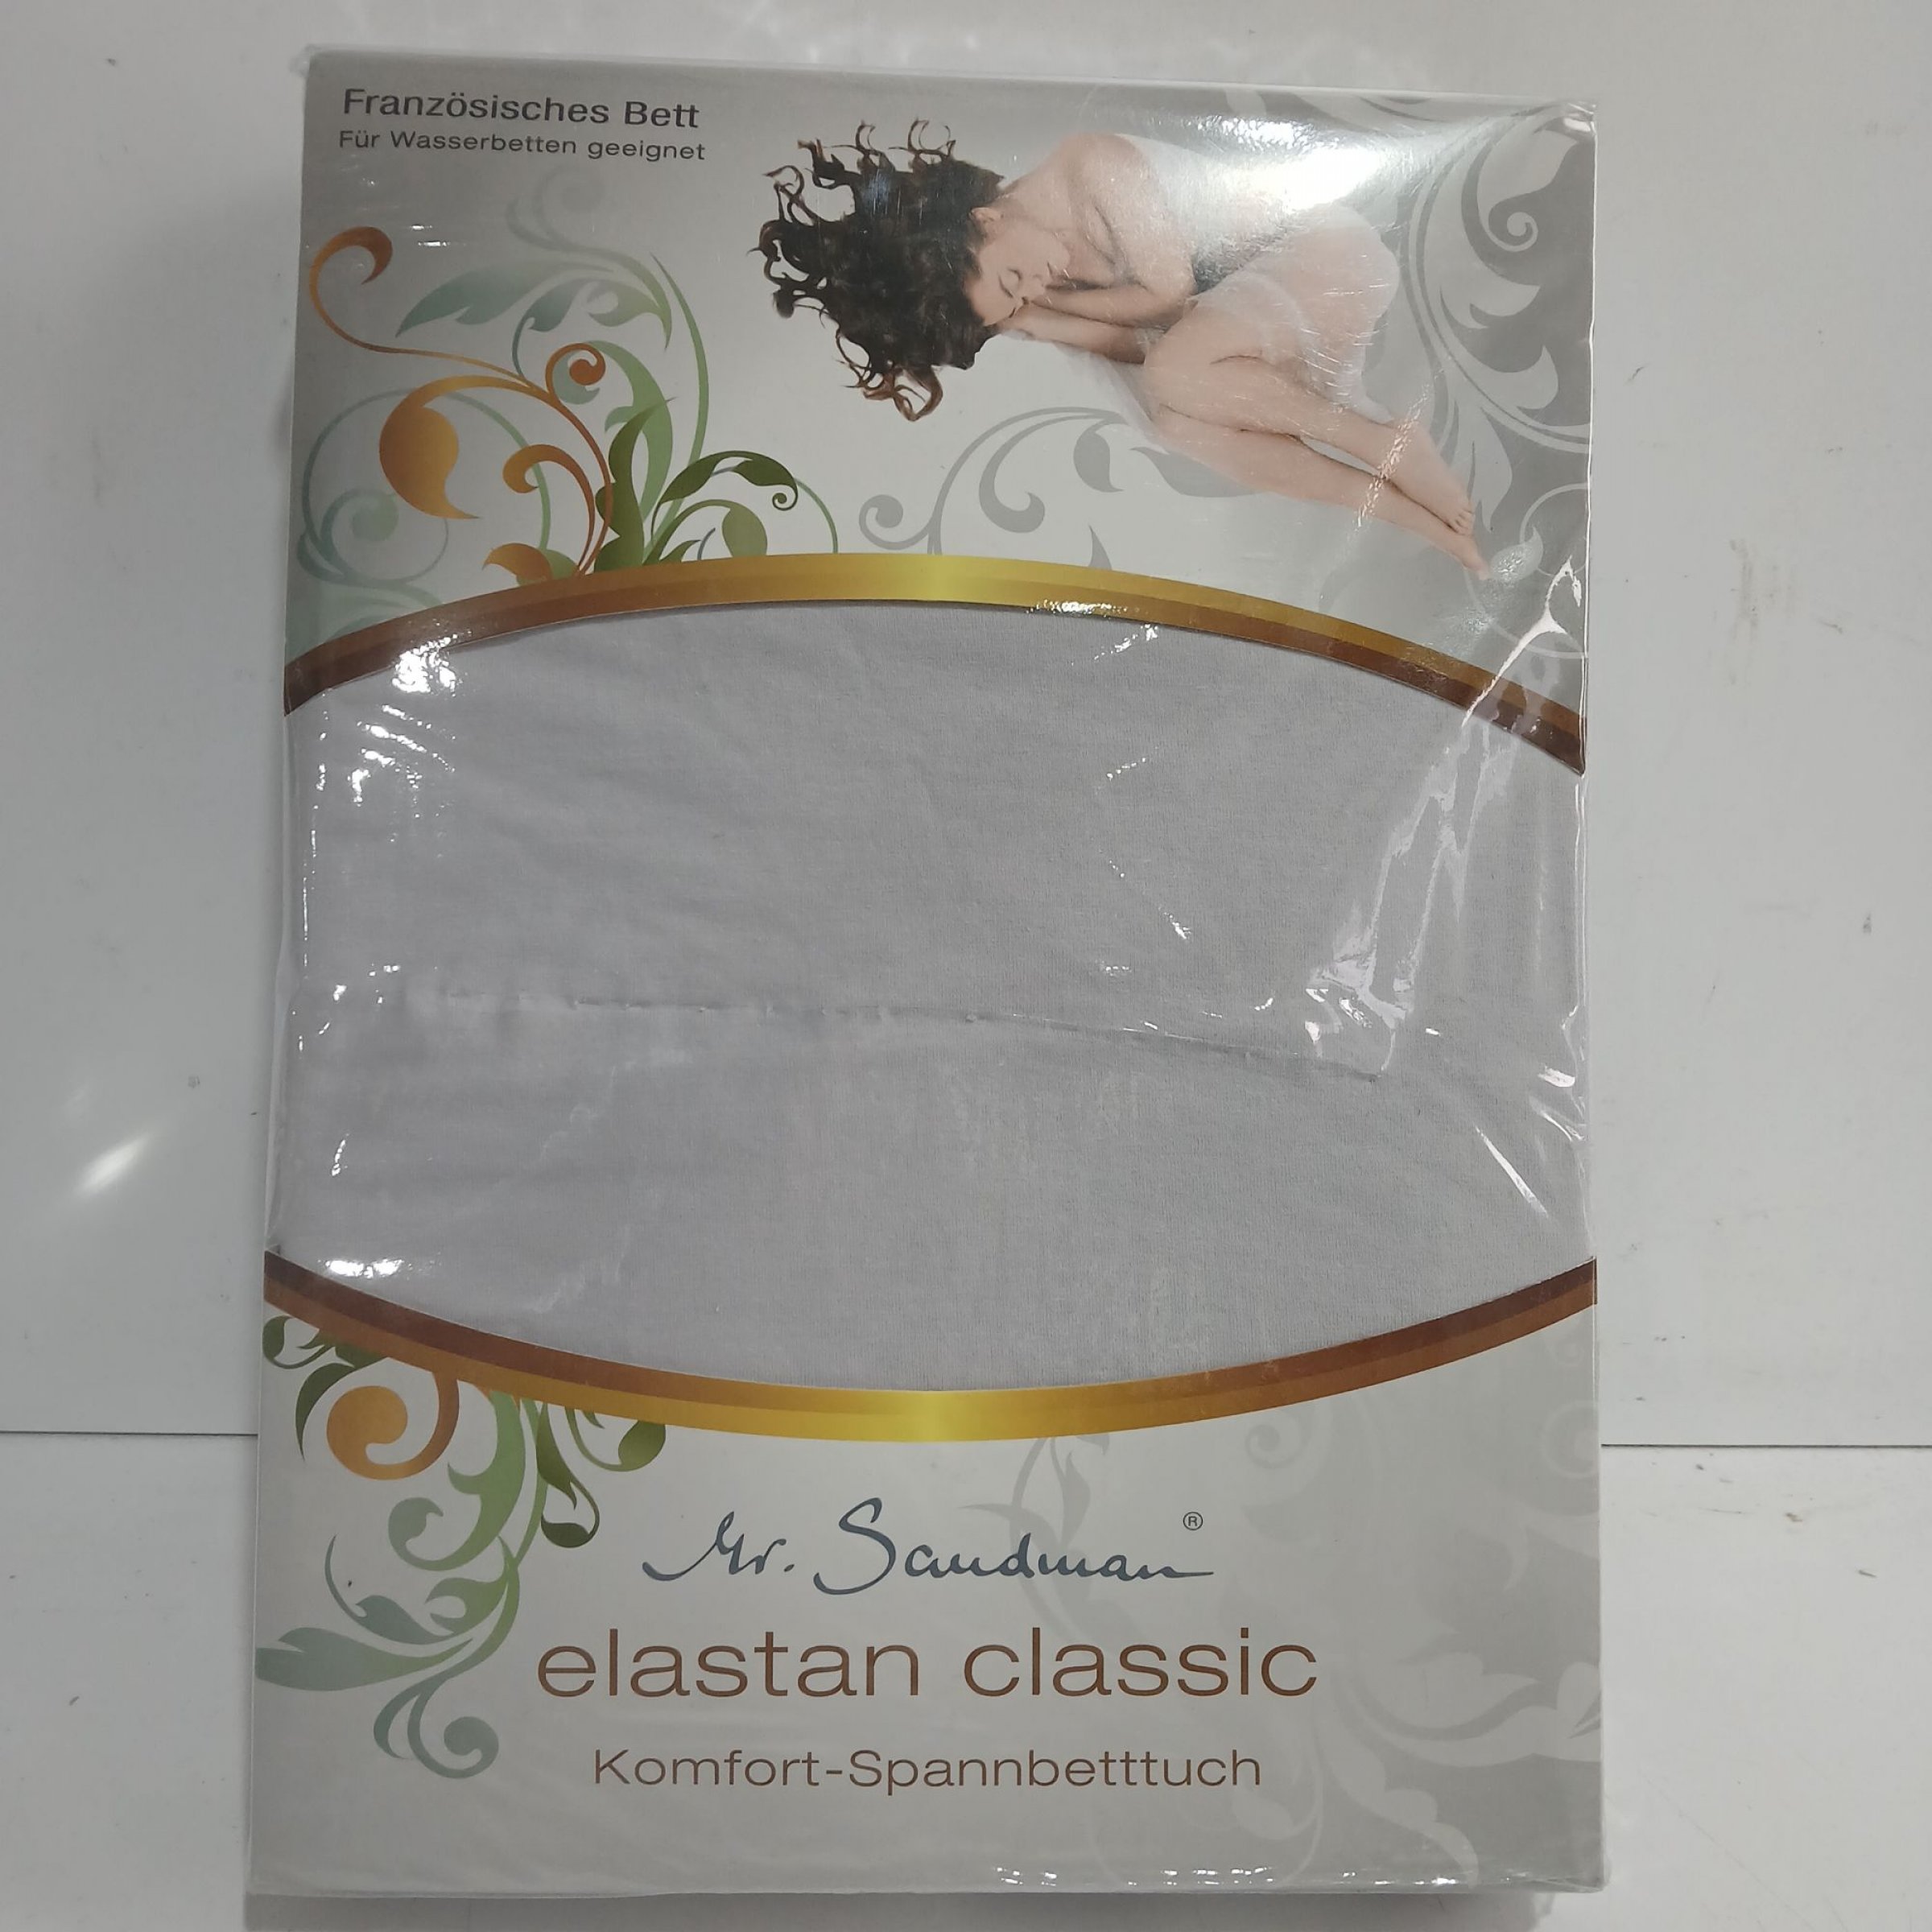 Französisches Bett
Für Wasserbetten geeignet
Mr. Sandman ®
elastan classic
Komfort-Spannbetttuch